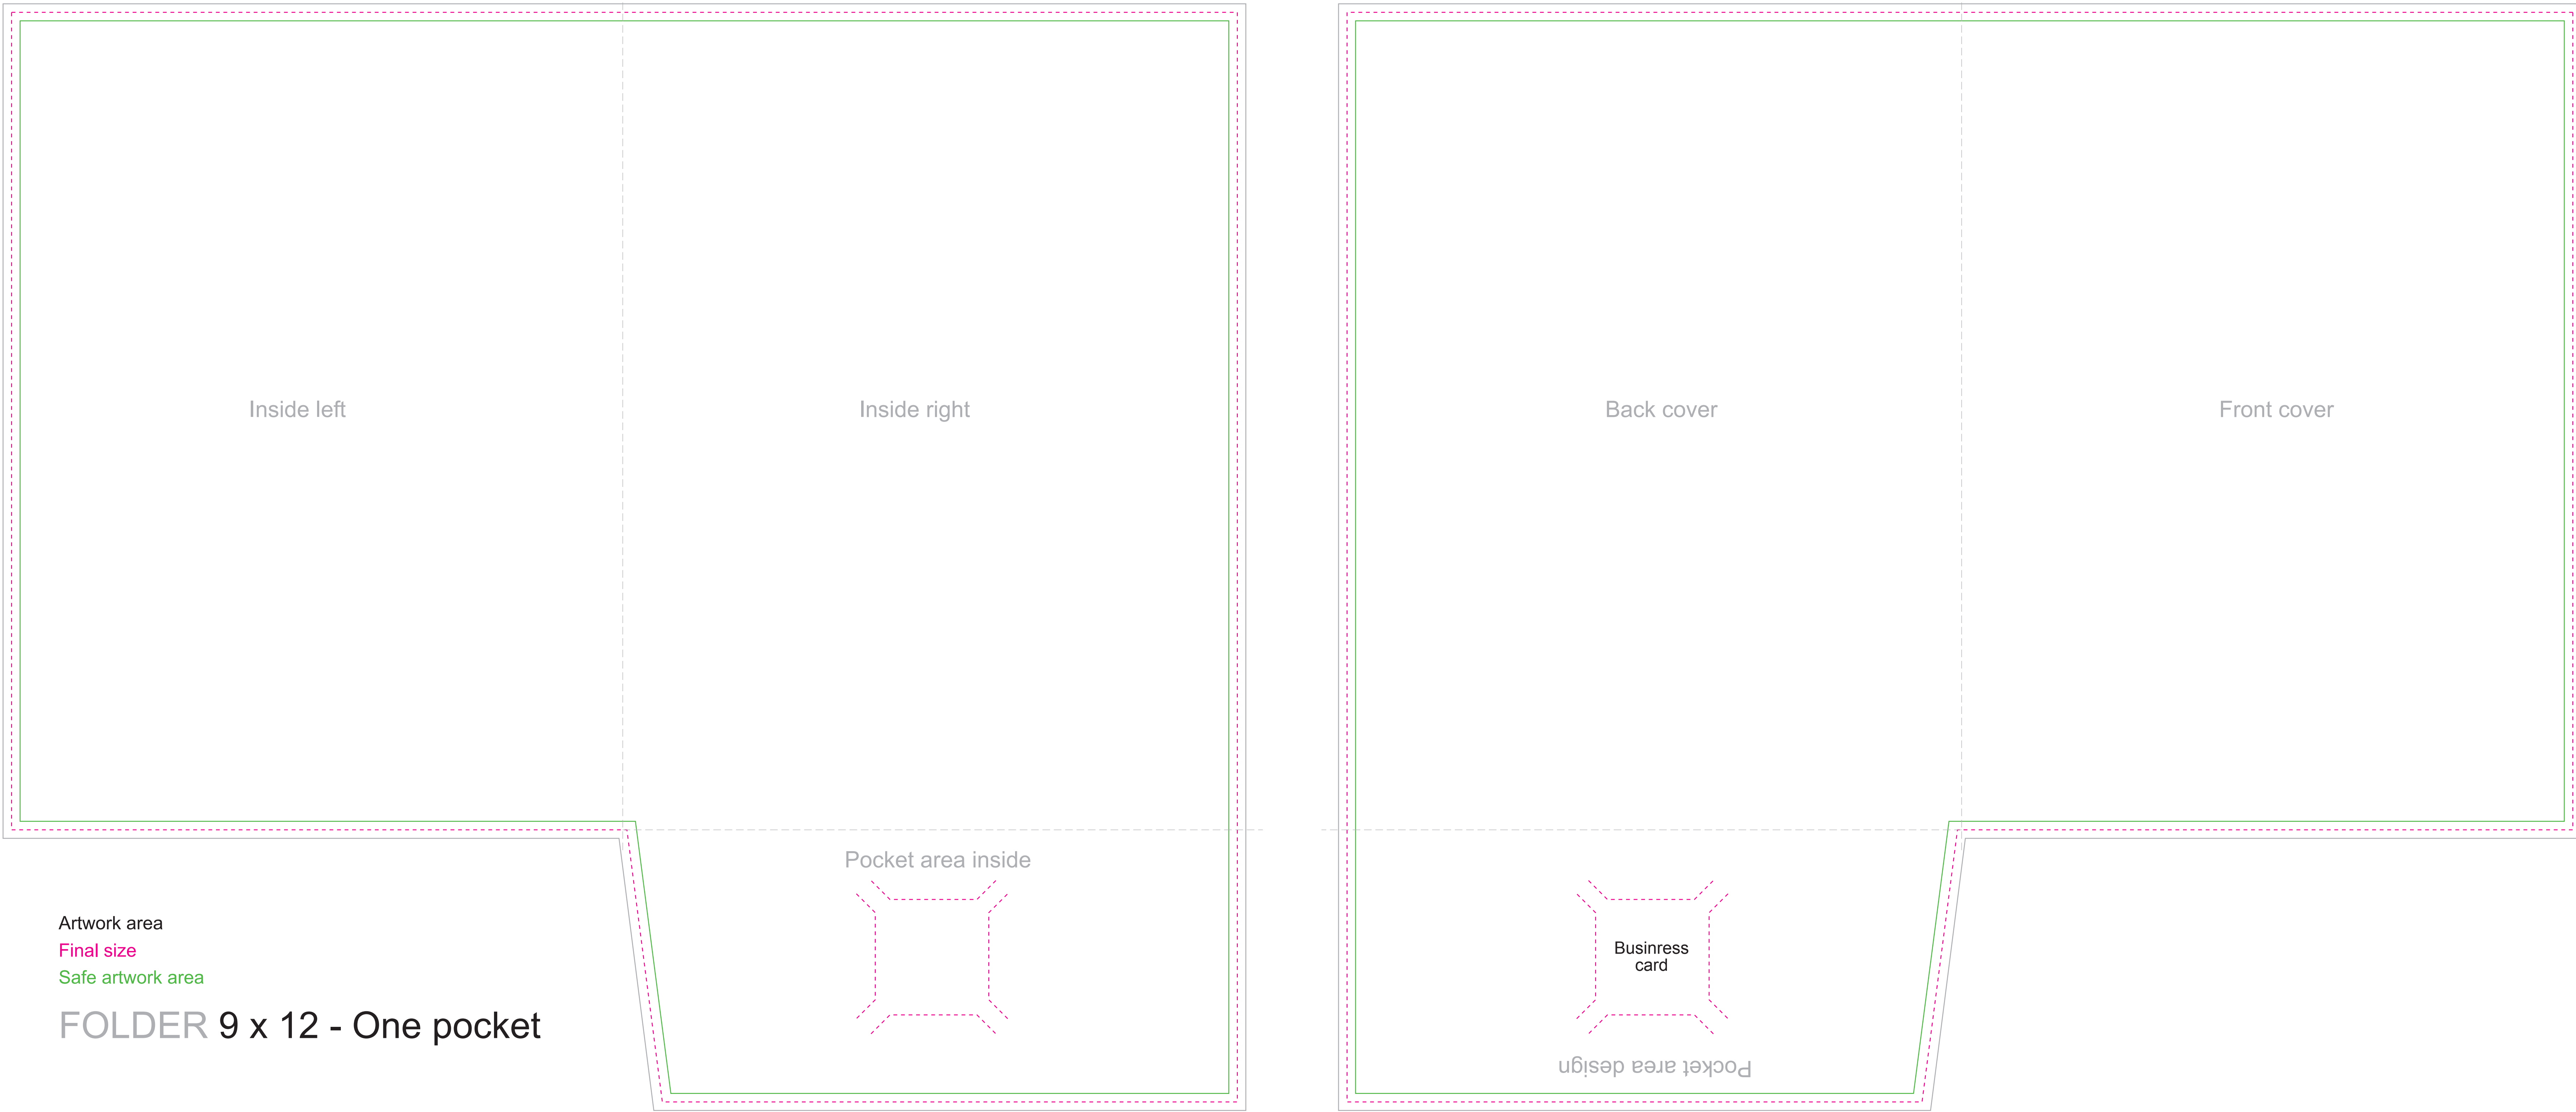 Inside left
Inside right
Back cover
Front cover
Pocket area inside
Artwork area
Final size
Safe artwork area
FOLDER 9 x 12 - One pocket
Businress
card
Pocket area design